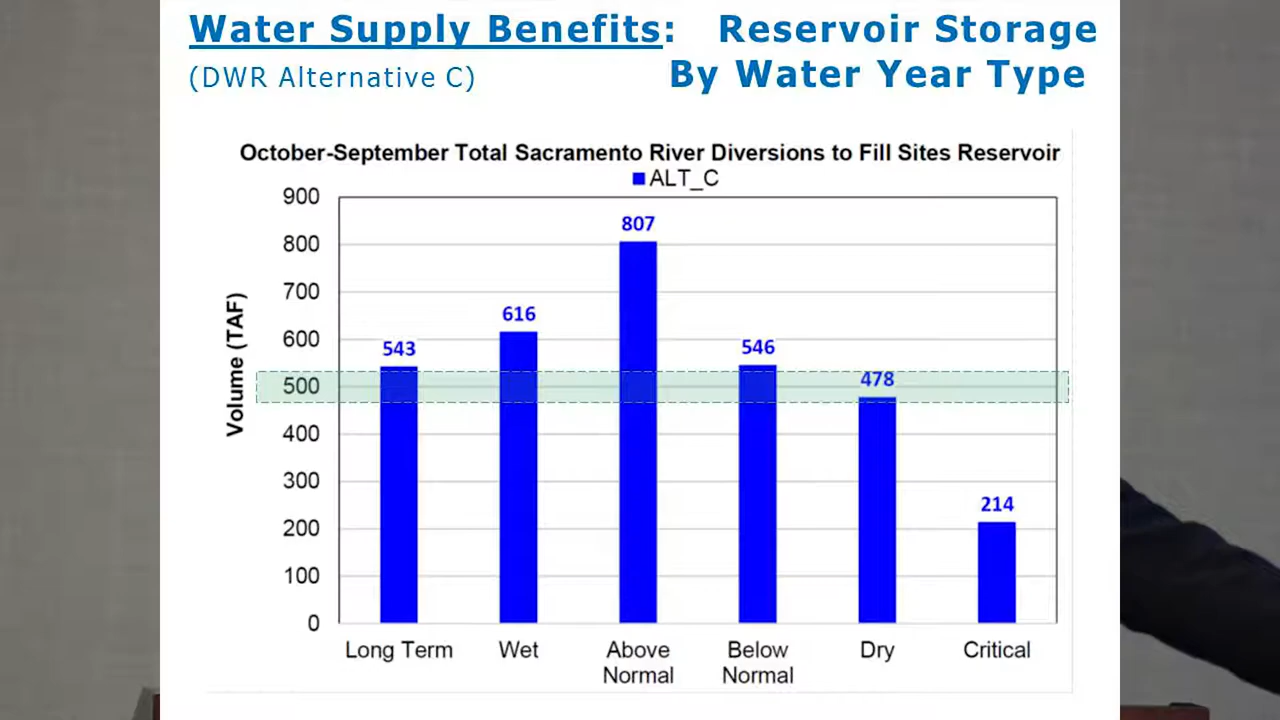 Water Supply Benefits: Reservoir Storage
(DWR Alternative C) By Water Year Type
October-September Total Sacramento River Diversions to Fill Sites Reservoir
ALT_C
900
800
700
600
500
400
300
200
100
0
Volume (TAF)
543
616
807
546
478
214
Long Term
Wet
Above
Normal
Below
Normal
Dry
Critical